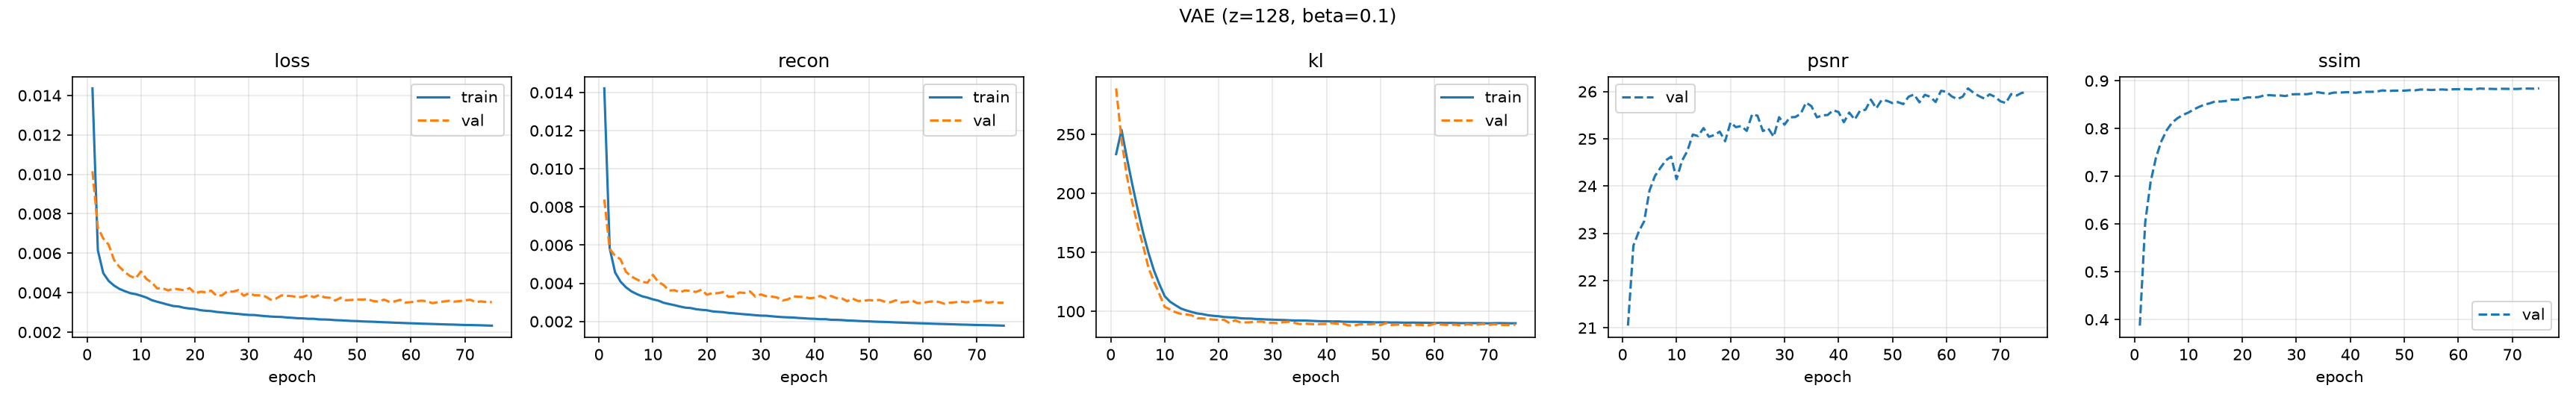 VAE (z=128, beta=0.1)
loss
0.014
0.012
0.010
0.008
0.006
0.004
0.002
0 10 20 30 40 50 60 70
epoch
train
val
recon
0.014
0.012
0.010
0.008
0.006
0.004
0.002
0 10 20 30 40 50 60 70
epoch
train
val
kl
250
200
150
100
0 10 20 30 40 50 60 70
epoch
train
val
psnr
26
25
24
23
22
21
0 10 20 30 40 50 60 70
epoch
val
ssim
0.9
0.8
0.7
0.6
0.5
0.4
0 10 20 30 40 50 60 70
epoch
val